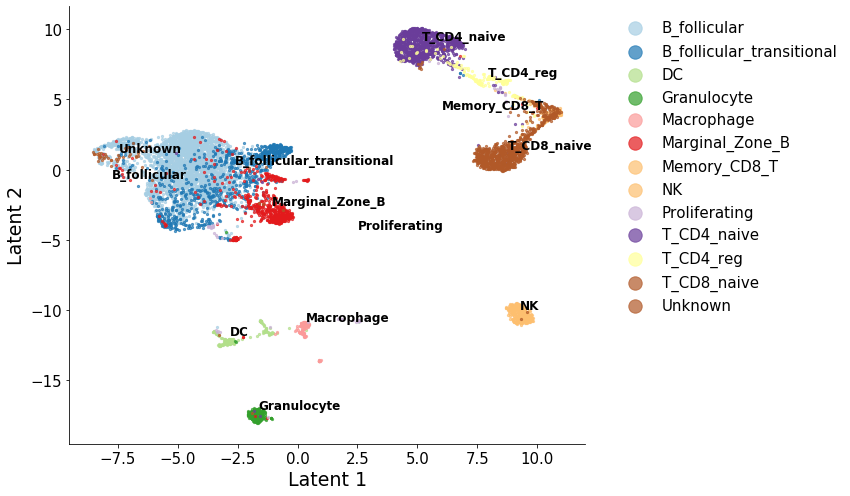 10
5
0
−5
−10
−15
−7.5
−5.0
−2.5
0.0
2.5
5.0
7.5
10.0
Latent 2
Latent 1
T_CD4_naive
T_CD4_reg
Memory_CD8_T
T_CD8_naive
Unknown
B_follicular_transitional
B_follicular
Marginal_Zone_B
Proliferating
NK
Macrophage
DC
Granulocyte
B_follicular
B_follicular_transitional
DC
Granulocyte
Macrophage
Marginal_Zone_B
Memory_CD8_T
NK
Proliferating
T_CD4_naive
T_CD4_reg
T_CD8_naive
Unknown